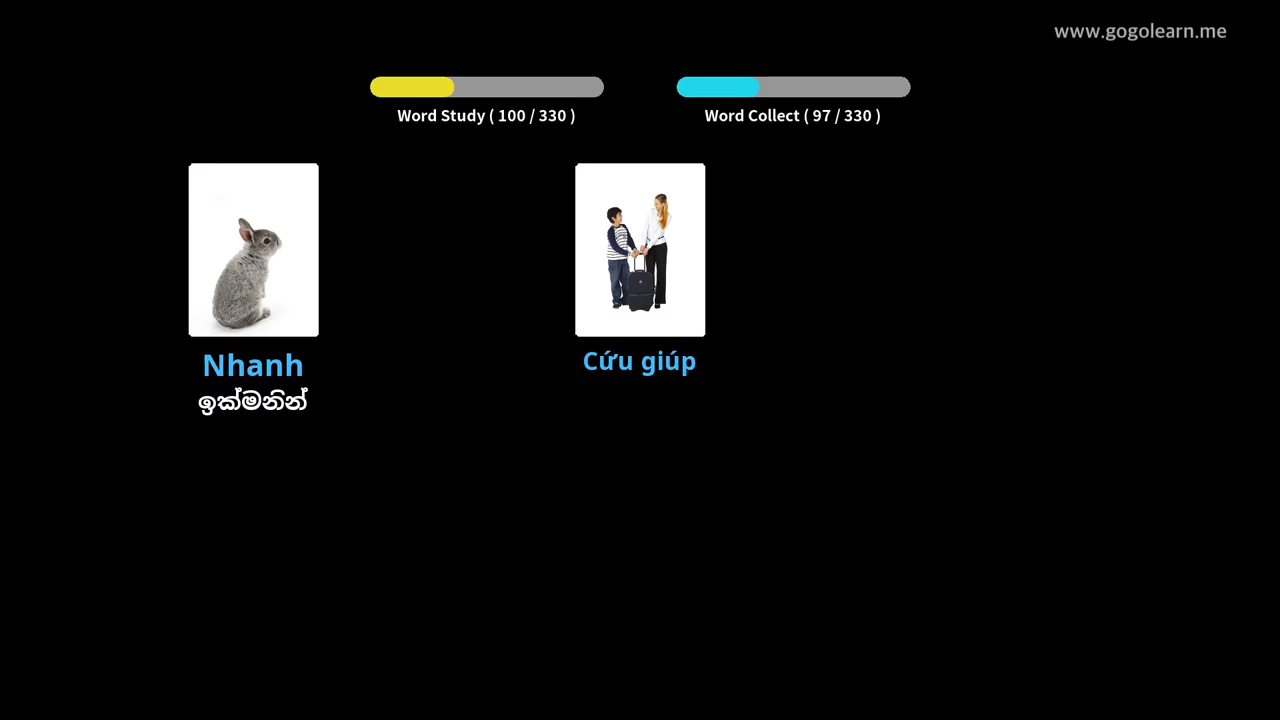 www.gogolearn.me
Word Study ( 100 / 330 )
Word Collect ( 97 / 330 )
Nhanh
ඉක්මනින්
Cứu giúp